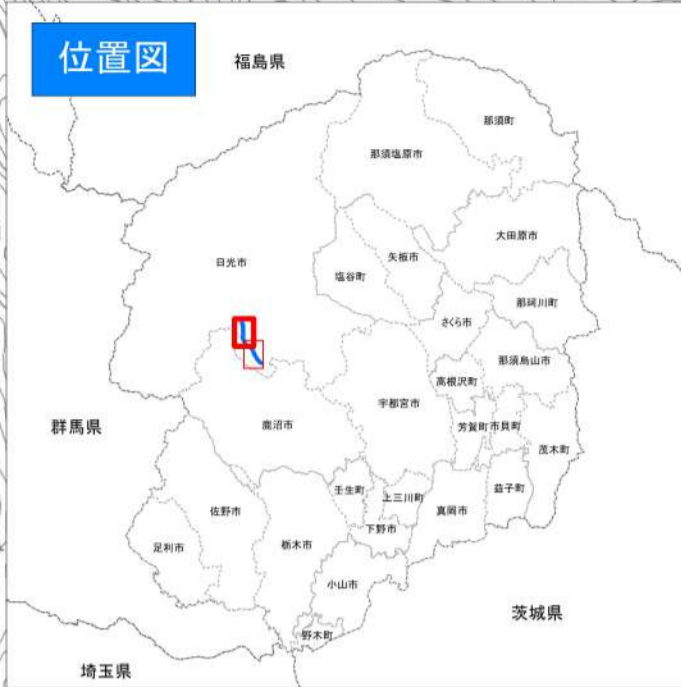 位置図
福島県
那須町
那須塩原市
大田原市
日光市
矢板市
塩谷町
那珂川町
さくら市
那須烏山市
高根沢町
宇都宮市
群馬県
鹿沼市
芳賀町
市貝町
茂木町
壬生町
上三川町
益子町
佐野市
真岡市
下野市
足利市
栃木市
小山市
茨城県
野木町
埼玉県